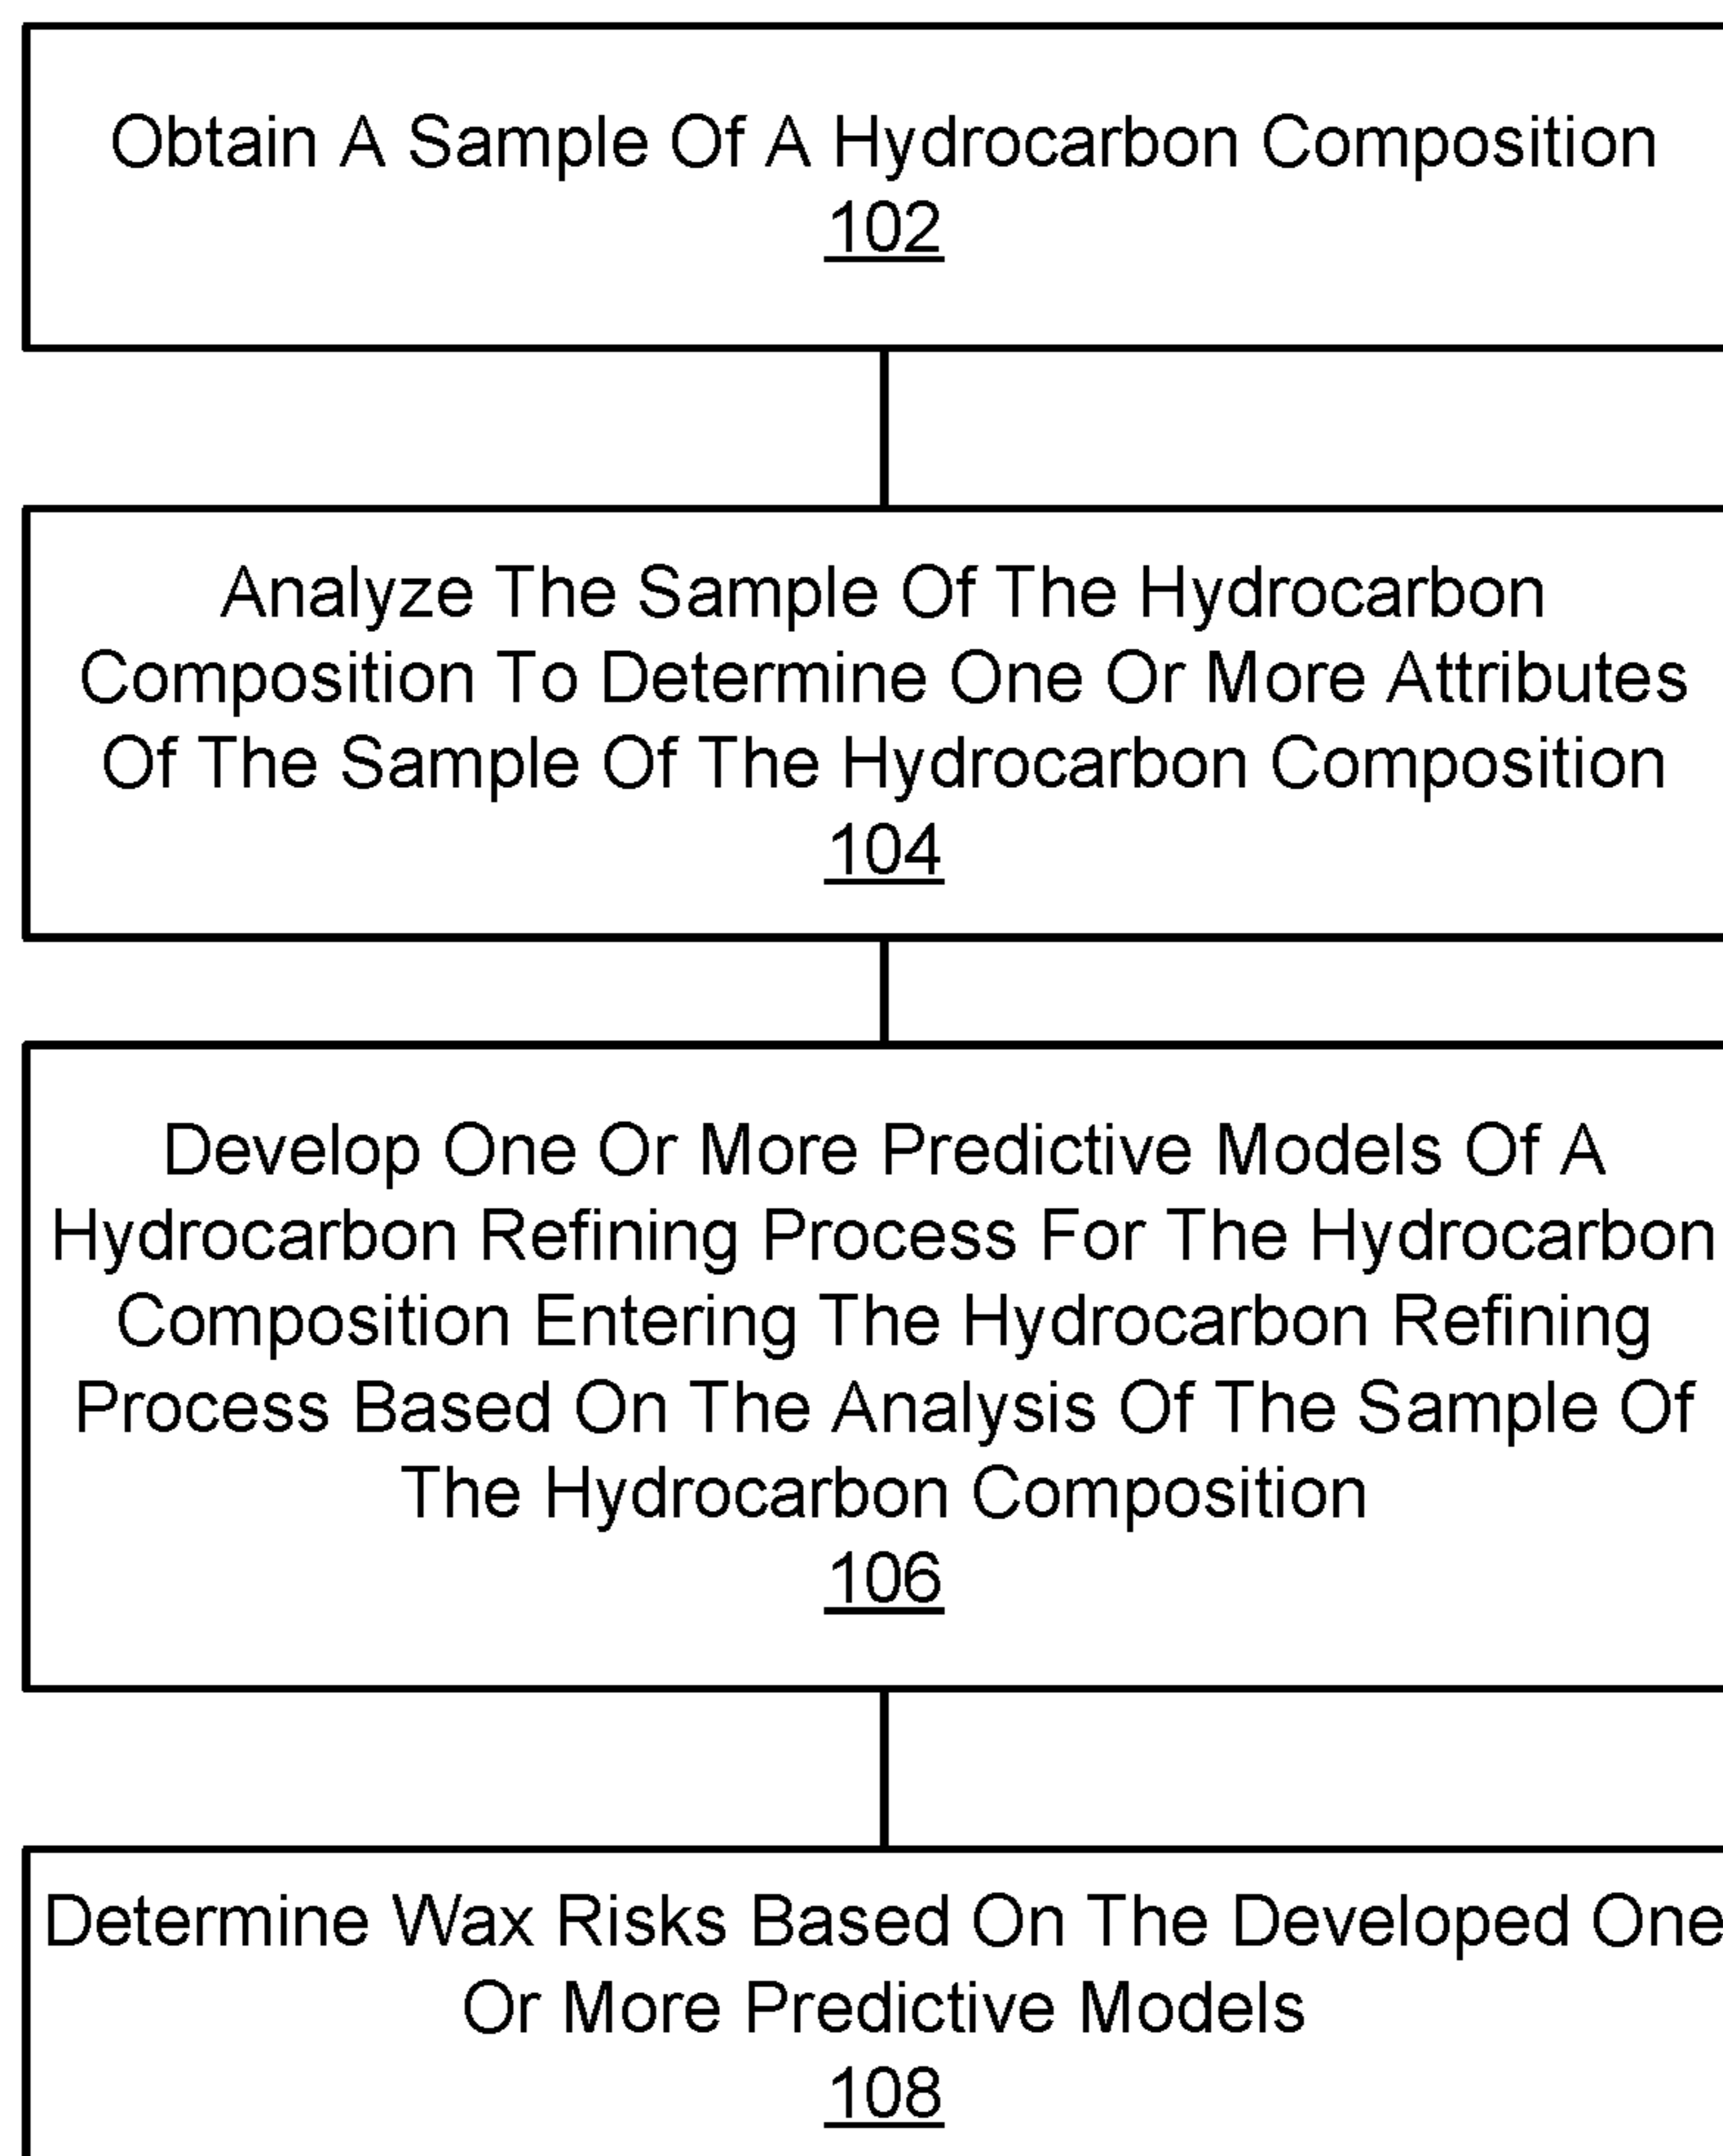 Obtain A Sample Of A Hydrocarbon Composition
102
Analyze The Sample Of The Hydrocarbon
Composition To Determine One Or More Attributes
Of The Sample Of The Hydrocarbon Composition
104
Develop One Or More Predictive Models Of A
Hydrocarbon Refining Process For The Hydrocarbon
Composition Entering The Hydrocarbon Refining
Process Based On The Analysis Of The Sample Of
The Hydrocarbon Composition
106
Determine Wax Risks Based On The Developed One
Or More Predictive Models
108